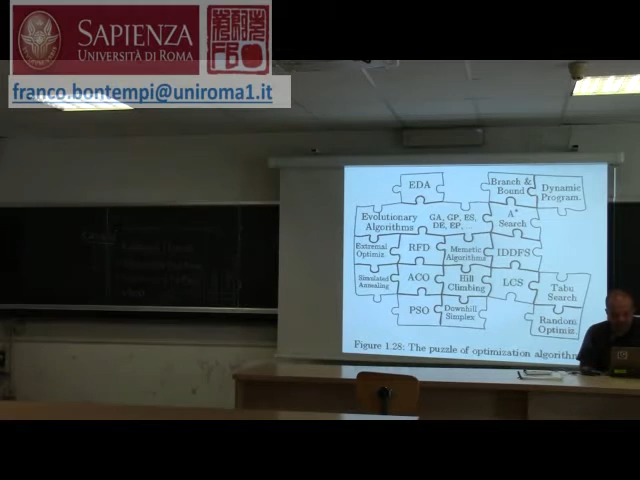 SAPIENZA
UNIVERSITÀ DI ROMA
franco.bontempi@uniroma1.it
EDA
Branch &
Bound
Dynamic
Program.
Evolutionary
Algorithms
GA, GP, ES,
DE, EP, ...
A*
Search
Extremal
Optimiz.
RFD
Memetic
Algorithms
IDDFS
Simulated
Annealing
ACO
Hill
Climbing
LCS
Tabu
Search
PSO
Downhill
Simplex
Random
Optimiz.
Figure 1.28: The puzzle of optimization algorithm
hp